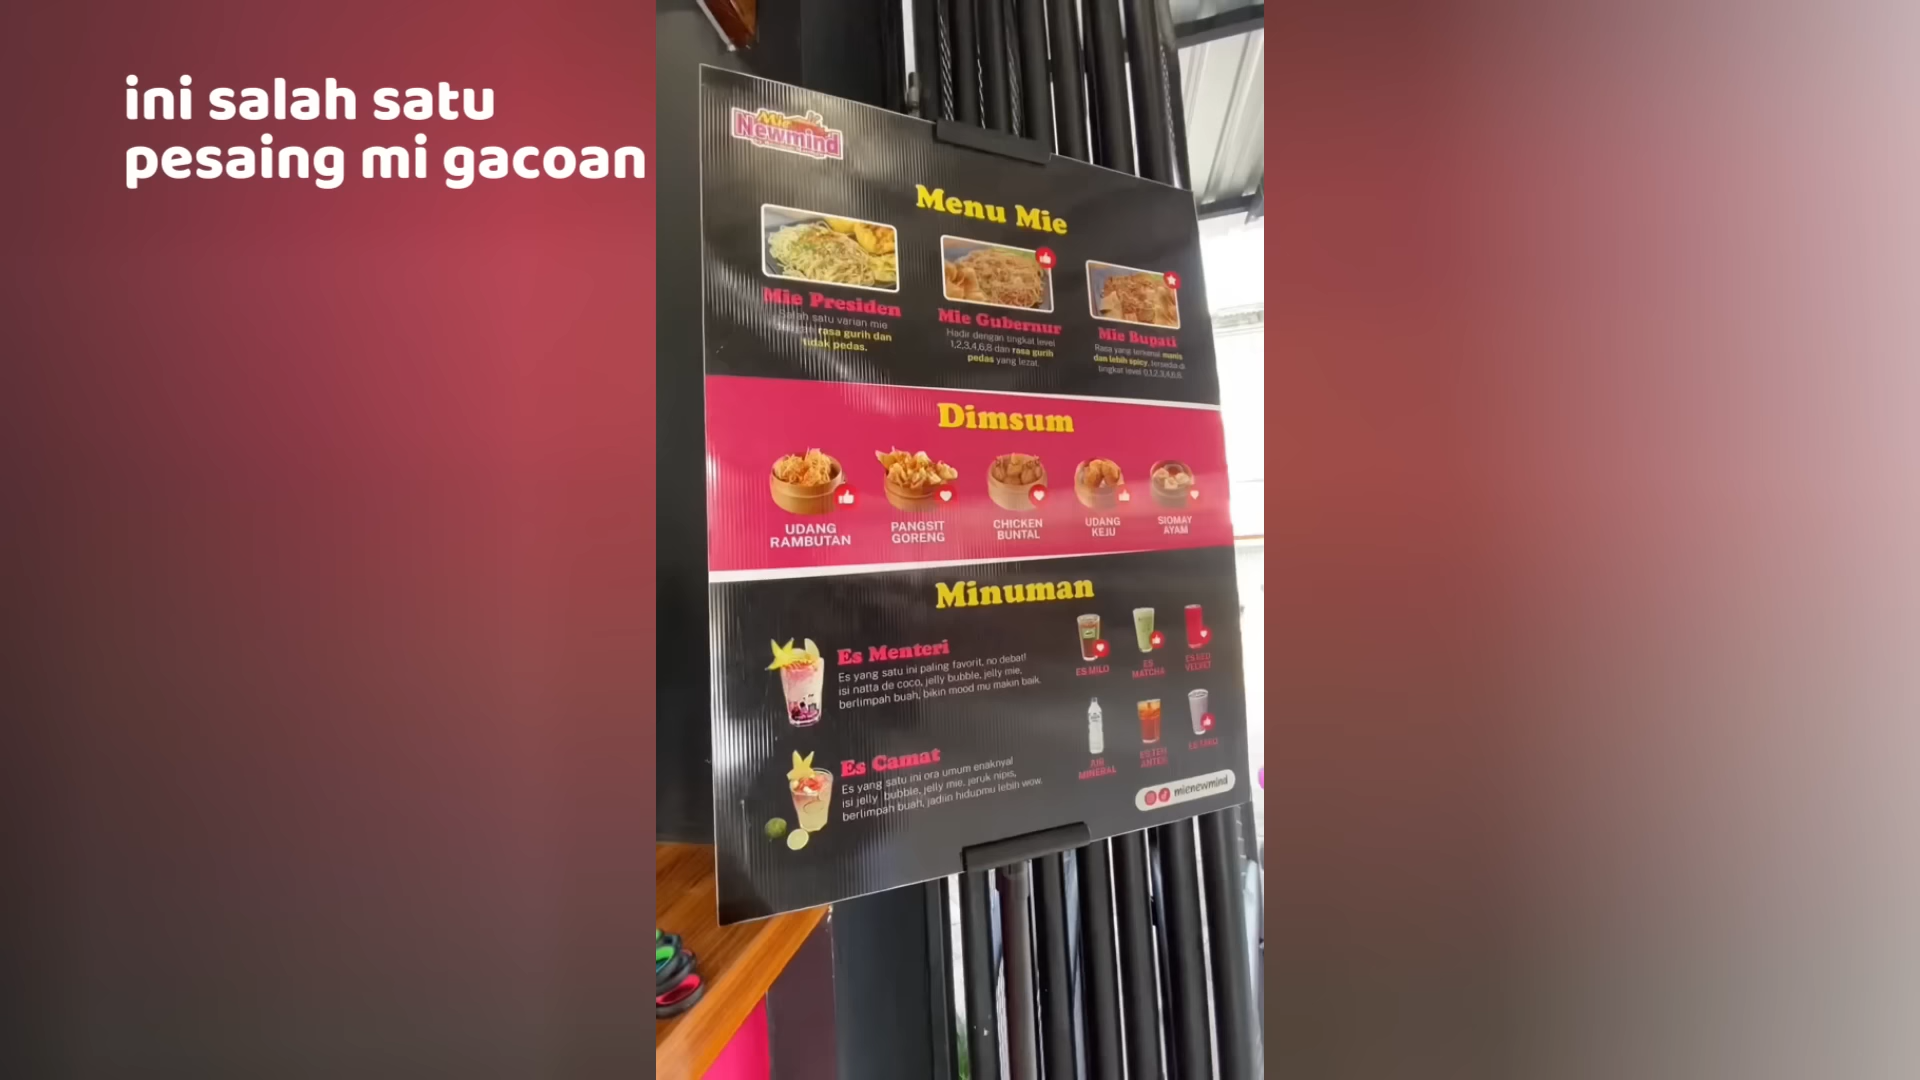 ini salah satu
pesaing mi gacoan
Mie
Newmind
Menu Mie
Mie Presiden
Salah satu varian mie
rasa gurih dan
tidak pedas.
Mie Gubernur
Hadir dengan tingkat level
1,2,3,4,6,8 dan rasa gurih
pedas yang lezat.
Mie Bupati
Rasa yang terkenal manis
dan lebih spicy, tersedia di
tingkat level 0,1,2,3,4,6,8
Dimsum
UDANG
RAMBUTAN
PANGSIT
GORENG
CHICKEN
BUNTAL
UDANG
KEJU
SIOMAY
AYAM
Minuman
Es Menteri
Es yang satu ini paling favorit, no debat!
isi natta de coco, jelly bubble, jelly mie,
berlimpah buah, bikin mood mu makin baik.
Es Camat
Es yang satu ini ora umum enaknya!
isi jelly bubble, jelly mie, jeruk nipis,
berlimpah buah, jadiin hidupmu lebih wow.
ES MILO
ES
MATCHA
ES RED
VELVET
AIR
MINERAL
ES TEH
ES TARO
mienewmind